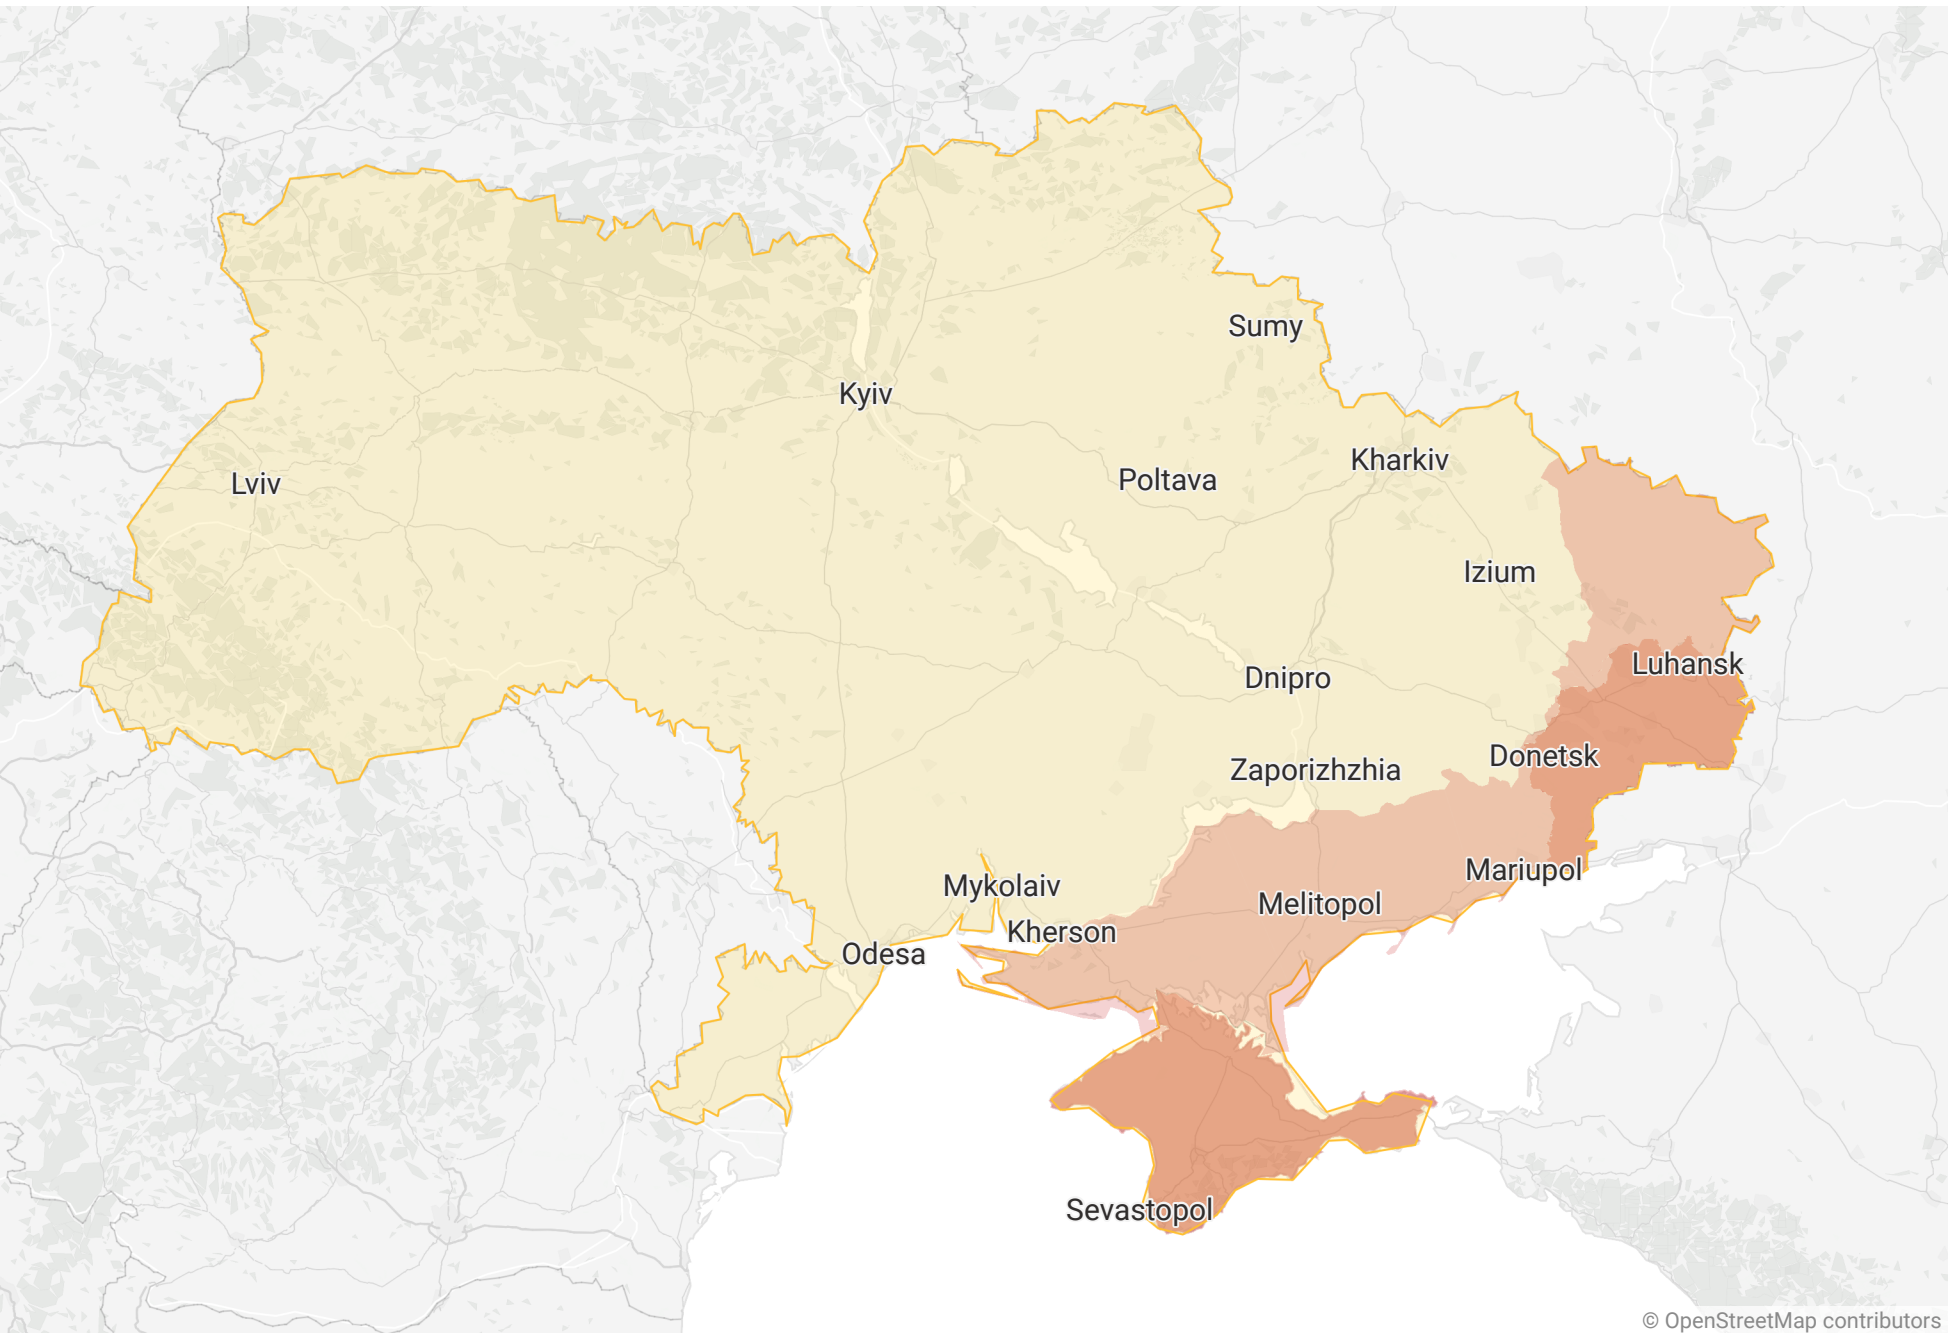 Sumy
Kyiv
Kharkiv
Poltava
Lviv
Izium
Luhansk
Dnipro
Donetsk
Zaporizhzhia
Mariupol
Mykolaiv
Melitopol
Kherson
Odesa
Sevastopol
© OpenStreetMap contributors